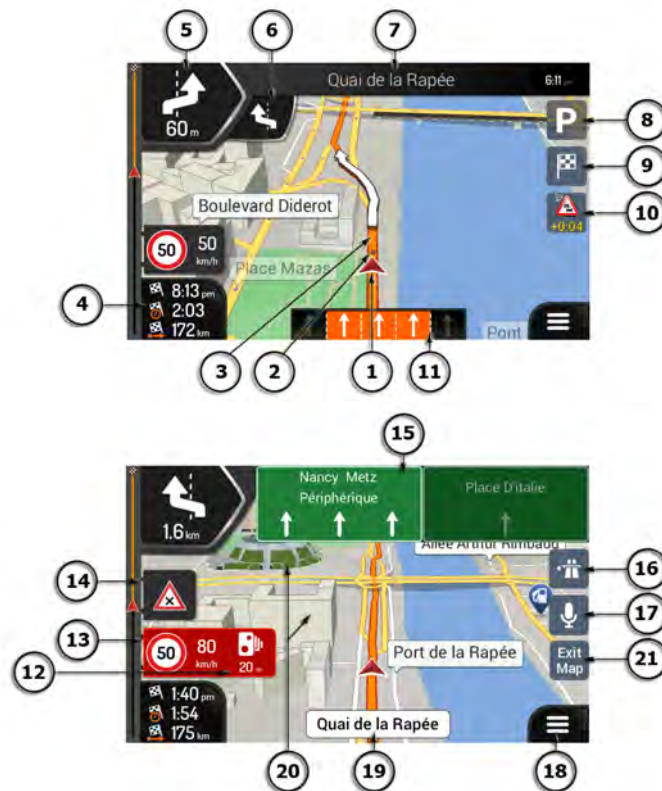 5
6
7
Quai de la Rapée
6:11 pm
60 m
P
8
9
Boulevard Diderot
10
+0:04
50
50
km/h
Place Mazas
4
8:13 pm
2:03
172 km
1 Pont
3
2
1
11
15
Nancy Metz
Périphérique
Place D'italie
1.6 km
Allée Arthur Rimbaud
16
14
17
13
50
80
km/h
20 m
Port de la Rapée
Exit
Map
21
12
1:40 pm
1:54
175 km
Quai de la Rapée
20
19
18